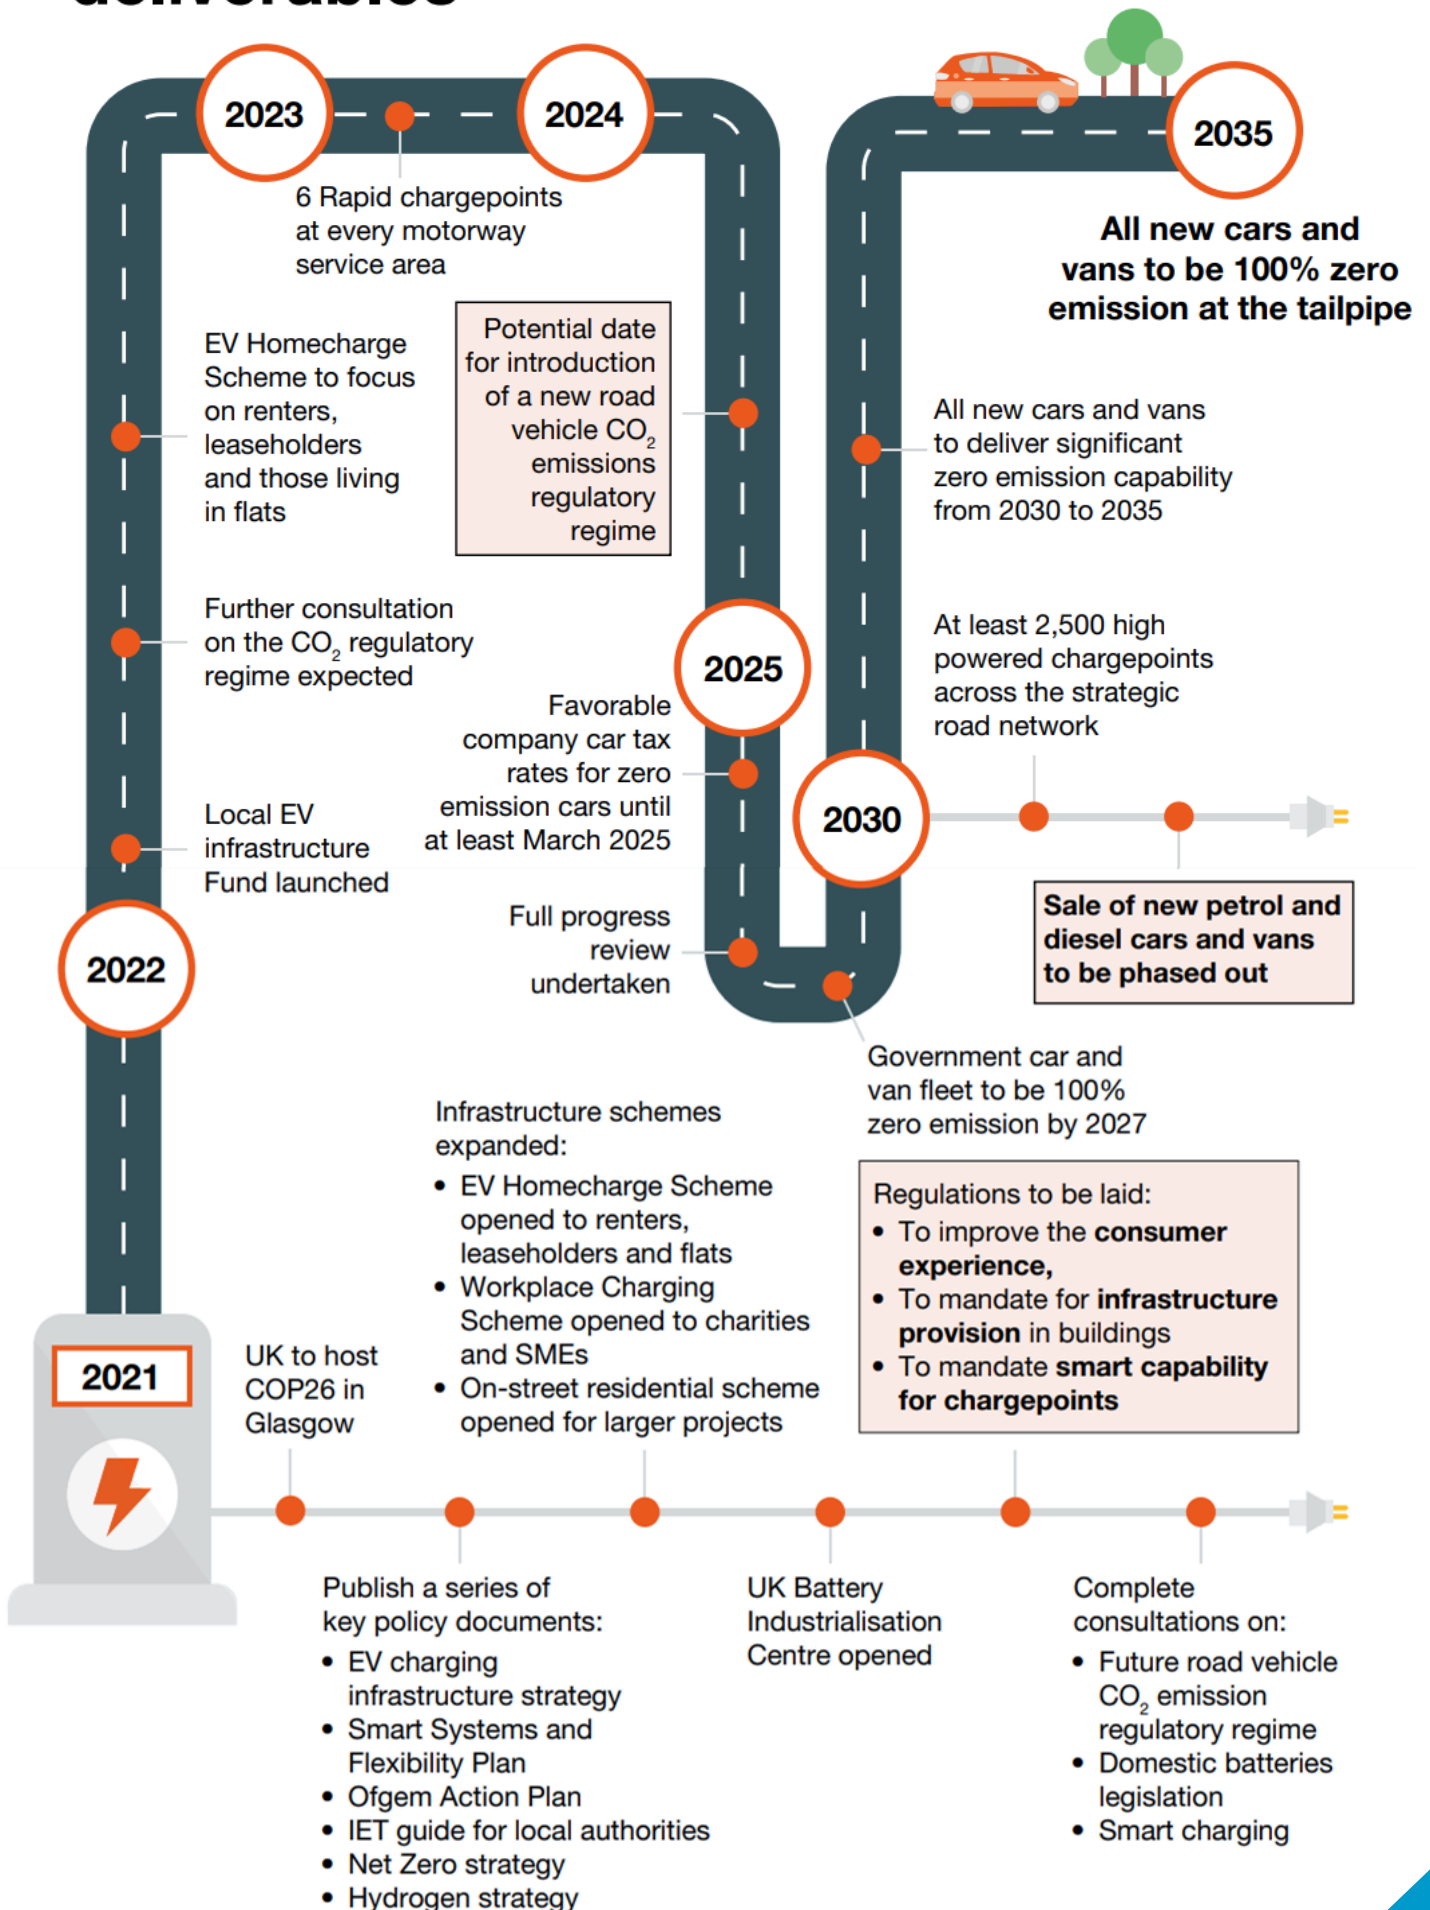 deliverables
2023
2024
2035
6 Rapid chargepoints
at every motorway
service area
All new cars and
vans to be 100% zero
emission at the tailpipe
EV Homecharge
Scheme to focus
on renters,
leaseholders
and those living
in flats
Potential date
for introduction
of a new road
vehicle CO₂
emissions
regulatory
regime
All new cars and vans
to deliver significant
zero emission capability
from 2030 to 2035
Further consultation
on the CO₂ regulatory
regime expected
2025
At least 2,500 high
powered chargepoints
across the strategic
road network
Favorable
company car tax
rates for zero
emission cars until
at least March 2025
2030
Local EV
infrastructure
Fund launched
Sale of new petrol and
diesel cars and vans
to be phased out
Full progress
review
undertaken
2022
Government car and
van fleet to be 100%
zero emission by 2027
Infrastructure schemes
expanded:
• EV Homecharge Scheme
opened to renters,
leaseholders and flats
• Workplace Charging
Scheme opened to charities
and SMEs
• On-street residential scheme
opened for larger projects
Regulations to be laid:
• To improve the consumer
experience,
• To mandate for infrastructure
provision in buildings
• To mandate smart capability
for chargepoints
2021
UK to host
COP26 in
Glasgow
Publish a series of
key policy documents:
• EV charging
infrastructure strategy
• Smart Systems and
Flexibility Plan
• Ofgem Action Plan
• IET guide for local authorities
• Net Zero strategy
• Hydrogen strategy
UK Battery
Industrialisation
Centre opened
Complete
consultations on:
• Future road vehicle
CO₂ emission
regulatory regime
• Domestic batteries
legislation
• Smart charging